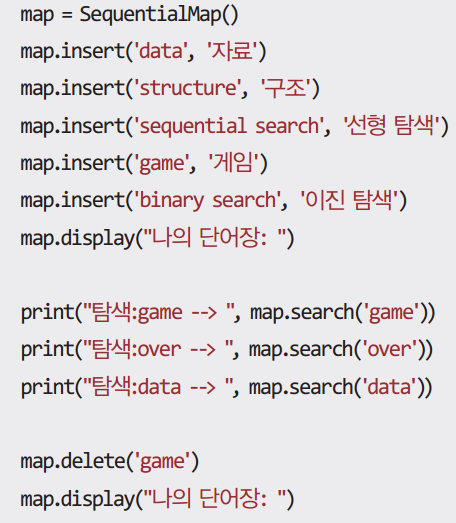 map = SequentialMap()
map.insert('data', '자료')
map.insert('structure', '구조')
map.insert('sequential search', '선형 탐색')
map.insert('game', '게임')
map.insert('binary search', '이진 탐색')
map.display("나의 단어장: ")
print("탐색:game --> ", map.search('game'))
print("탐색:over --> ", map.search('over'))
print("탐색:data --> ", map.search('data'))
map.delete('game')
map.display("나의 단어장: ")